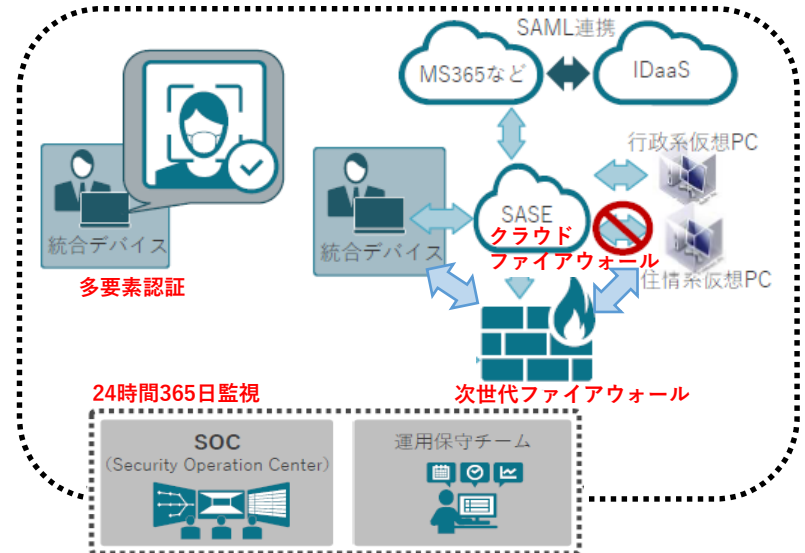 SAML連携
MS365など
IDaaS
行政系仮想PC
SASE
クラウド
ファイアウォール
統合デバイス
統合デバイス
多要素認証
住情系仮想PC
24時間365日監視
次世代ファイアウォール
SOC
(Security Operation Center)
運用保守チーム